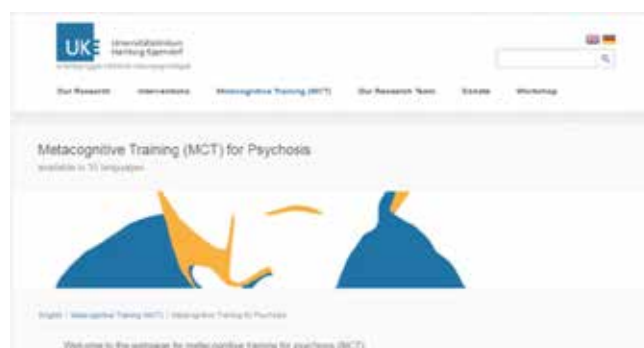 UKE
Universitätsklinikum
Hamburg-Eppendorf
Our Research Interventions Metacognitive Training (MCT) Our Research Team Donate Workshop
Metacognitive Training (MCT) for Psychosis
available in languages
English / Metacognitive Training (MCT) / Metacognitive Training for Psychosis
Welcome to the webpage for metacognitive training for psychosis (MCT).